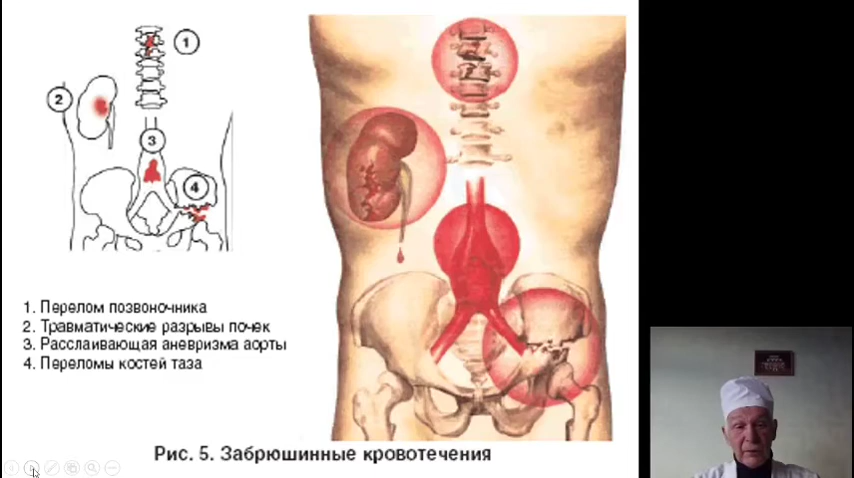 1
2
3
4
1. Перелом позвоночника
2. Травматические разрывы почек
3. Расслаивающая аневризма аорты
4. Переломы костей таза
Рис. 5. Забрюшинные кровотечения